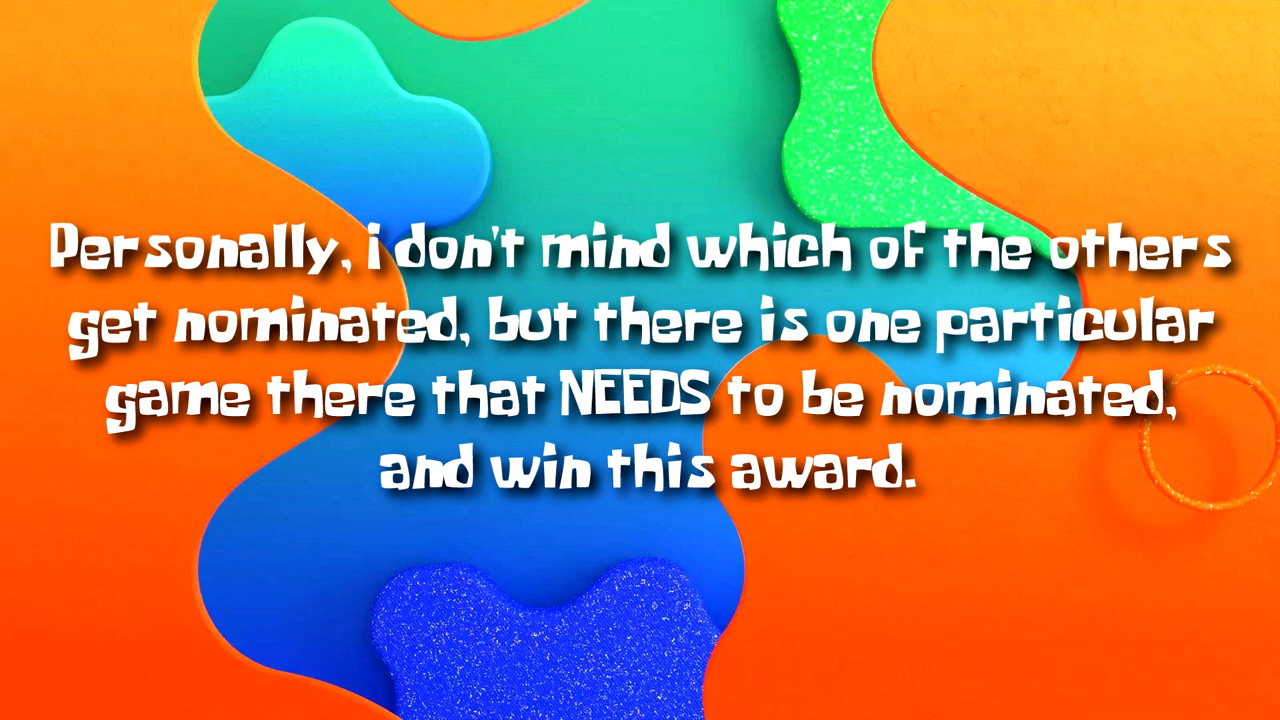 Personally, i don't mind which of the others
get nominated, but there is one particular
game there that NEEDS to be nominated,
and win this award.